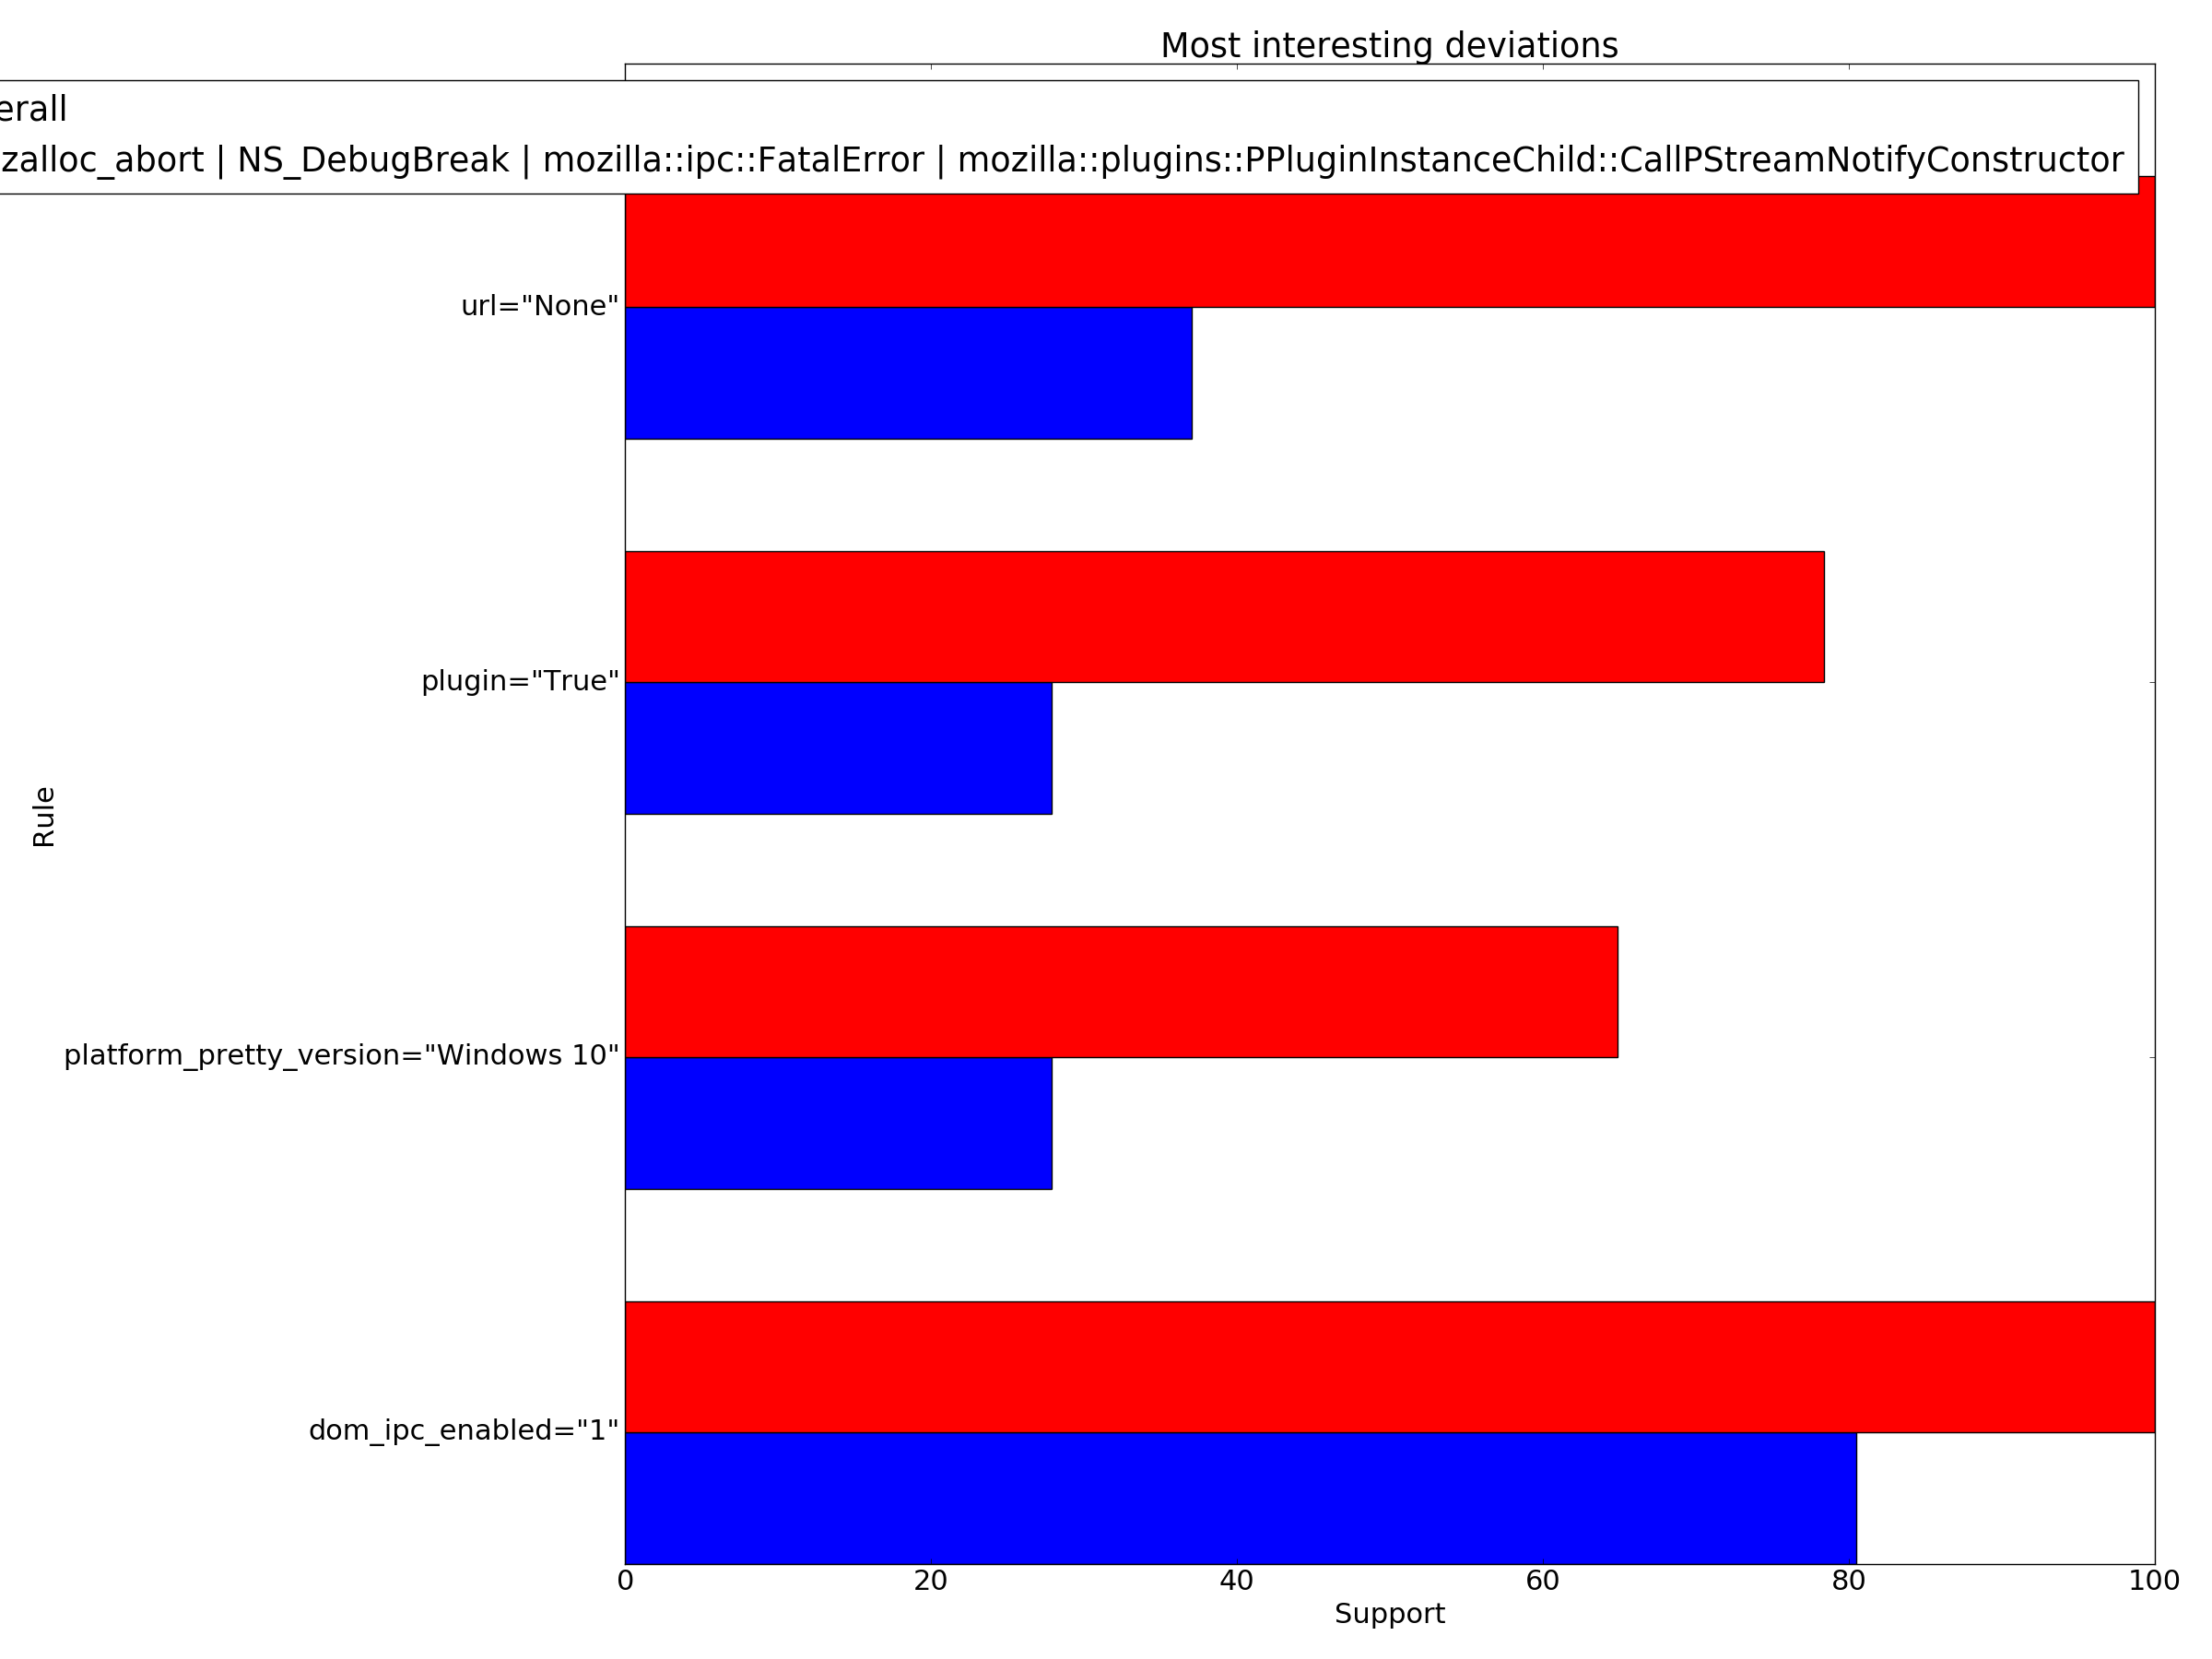 Most interesting deviations
erall
zalloc_abort | NS_DebugBreak | mozilla::ipc::FatalError | mozilla::plugins::PPluginInstanceChild::CallPStreamNotifyConstructor
url="None"
plugin="True"
Rule
platform_pretty_version="Windows 10"
dom_ipc_enabled="1"
0 20 40 60 80 100
Support